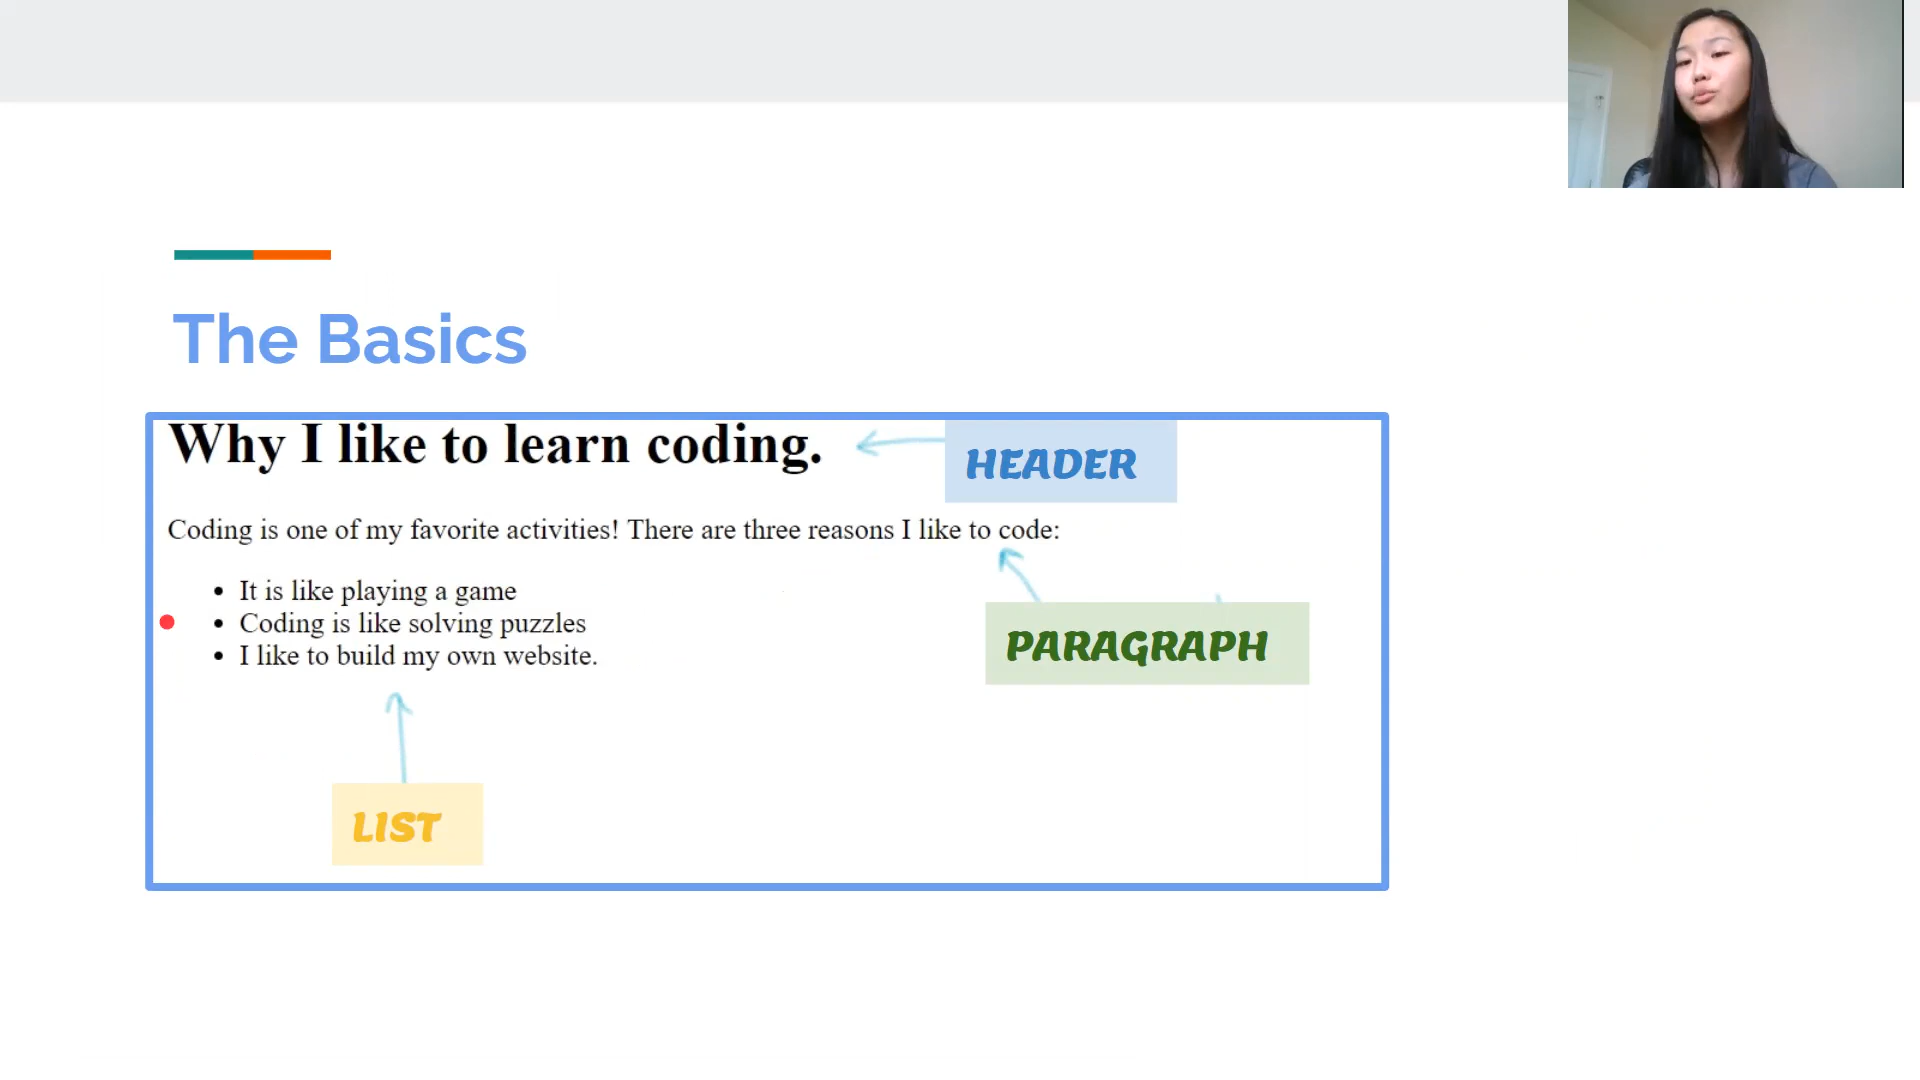 The Basics
Why I like to learn coding.
HEADER
Coding is one of my favorite activities! There are three reasons I like to code:
It is like playing a game
Coding is like solving puzzles
I like to build my own website.
PARAGRAPH
LIST